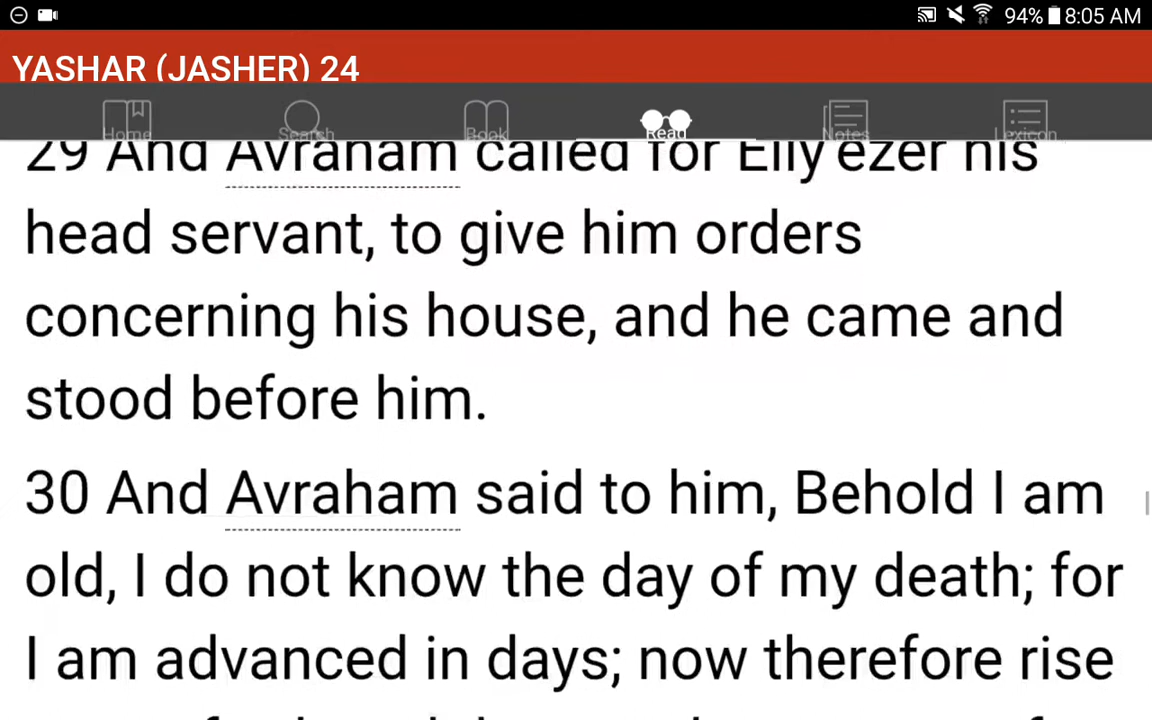 94% 8:05 AM
YASHAR (JASHER) 24
Home Search Book Read Notes Lexicon
29 And Avraham called for Eliy'ezer his
head servant, to give him orders
concerning his house, and he came and
stood before him.
30 And Avraham said to him, Behold I am
old, I do not know the day of my death; for
I am advanced in days; now therefore rise